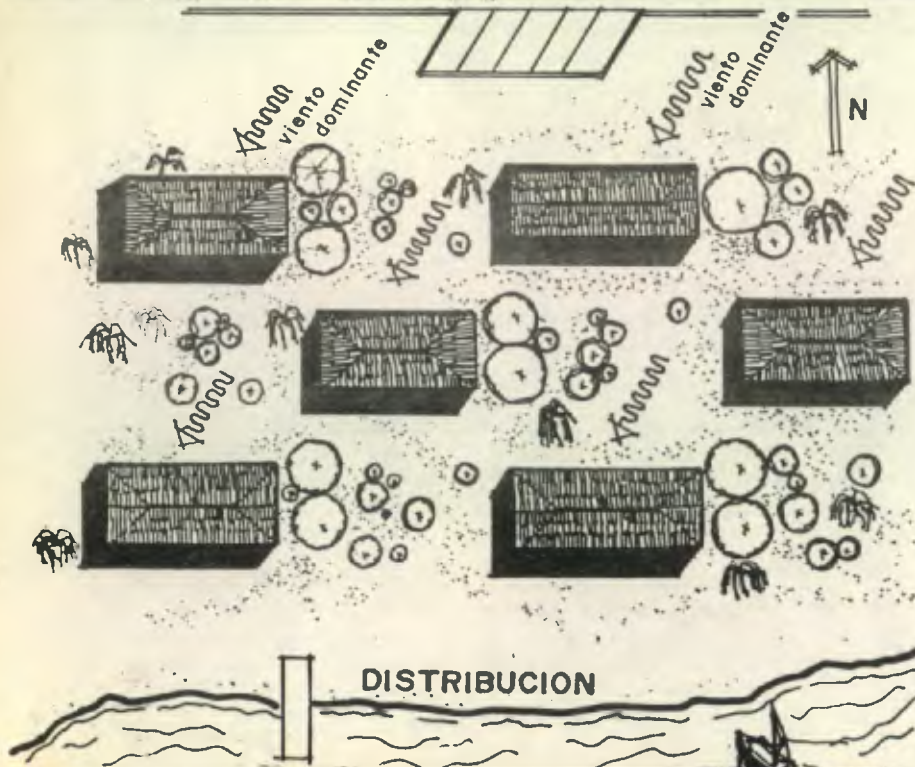 viento
dominante
viento
dominante
N
DISTRIBUCION